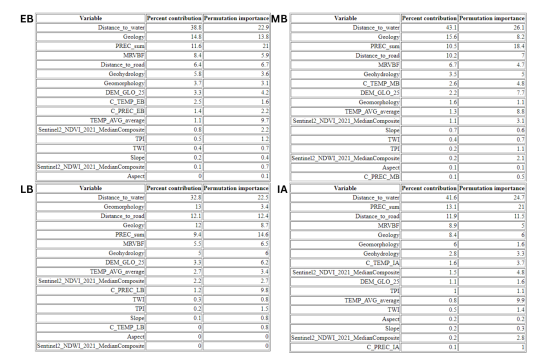 EB
Variable Percent contribution Permutation importance
Distance_to_water 38.8 22.9
Geology 14.8 13.8
PREC_sum 11.6 21
MRVBF 8.4 5.9
Distance_to_road 6.4 6.7
Geohydrology 5.8 3.6
Geomorphology 3.7 3.1
DEM_GLO_25 3.3 4.2
C_TEMP_EB 2.5 1.6
C_PREC_EB 1.4 2.2
TEMP_AVG_average 1.1 9.7
Sentinel2_NDVI_2021_MedianComposite 0.8 2.2
TPI 0.5 1.2
TWI 0.4 0.7
Slope 0.2 0.4
Sentinel2_NDWI_2021_MedianComposite 0.1 0.7
Aspect 0 0.1
MB
Variable Percent contribution Permutation importance
Distance_to_water 43.1 26.1
Geology 15.6 8.2
PREC_sum 10.5 18.4
Distance_to_road 10.2 7
MRVBF 6.7 4.7
Geohydrology 3.5 5
C_TEMP_MB 2.6 4.8
DEM_GLO_25 2.2 7.7
Geomorphology 1.6 1.1
TEMP_AVG_average 1.3 8.8
Sentinel2_NDVI_2021_MedianComposite 1.1 3.1
Slope 0.7 0.6
TWI 0.4 0.7
TPI 0.2 1.1
Sentinel2_NDWI_2021_MedianComposite 0.2 2.1
Aspect 0.1 0.1
C_PREC_MB 0.1 0.5
LB
Variable Percent contribution Permutation importance
Distance_to_water 32.8 22.5
Geomorphology 13 3.4
Distance_to_road 12.1 12.4
Geology 12 8.7
PREC_sum 9.4 14.6
MRVBF 5.5 6.5
Geohydrology 5 6
DEM_GLO_25 3.3 6.2
TEMP_AVG_average 2.7 3.4
Sentinel2_NDVI_2021_MedianComposite 2.2 2.7
C_PREC_LB 1.2 9.8
TWI 0.3 0.8
TPI 0.2 1.5
Slope 0.1 0.8
C_TEMP_LB 0 0.8
Aspect 0 0
Sentinel2_NDWI_2021_MedianComposite 0 0
IA
Variable Percent contribution Permutation importance
Distance_to_water 41.6 24.7
PREC_sum 13.1 21
Distance_to_road 11.9 11.5
MRVBF 8.9 5
Geology 8.4 6
Geomorphology 6 1.6
Geohydrology 2.8 3.3
C_TEMP_IA 1.6 3.7
Sentinel2_NDVI_2021_MedianComposite 1.5 4.8
DEM_GLO_25 1.1 1.6
TPI 1 1.1
TEMP_AVG_average 0.8 9.9
TWI 0.5 1.4
Aspect 0.2 0.2
Slope 0.2 0.3
Sentinel2_NDWI_2021_MedianComposite 0.2 2.8
C_PREC_IA 0.1 1